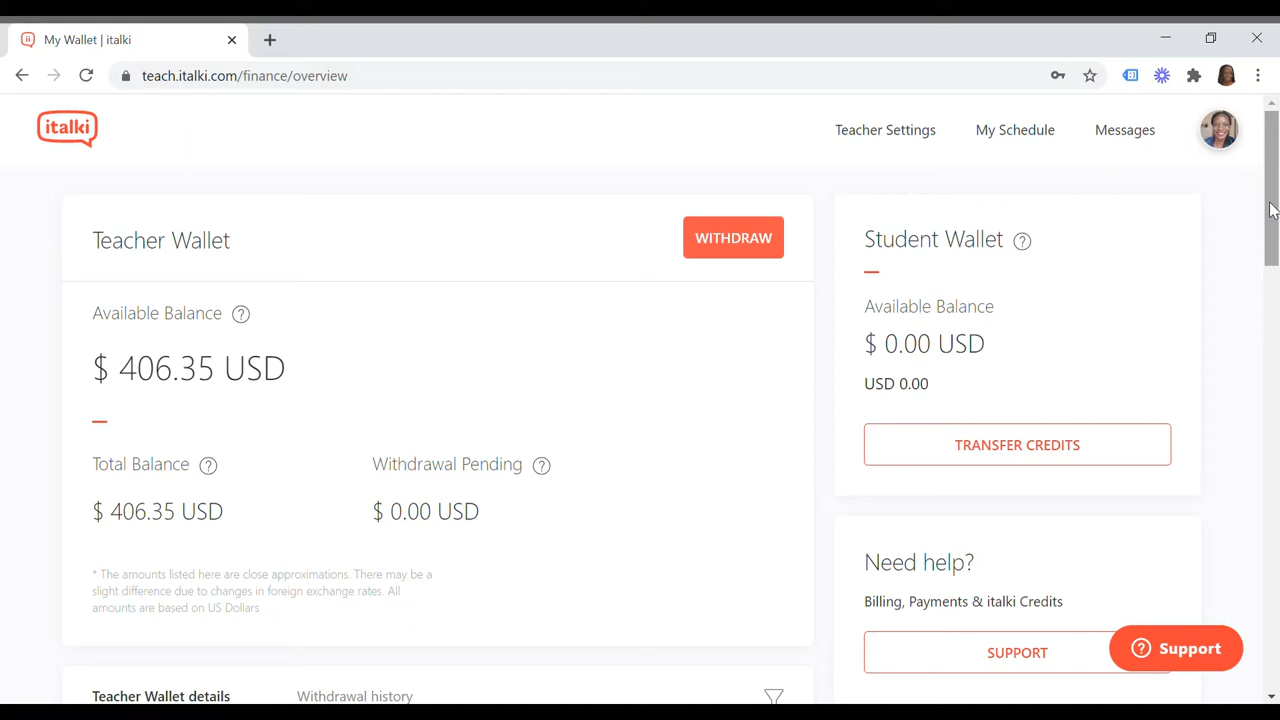 My Wallet | italki
teach.italki.com/finance/overview
italki
Teacher Settings
My Schedule
Messages
Teacher Wallet
WITHDRAW
Available Balance ?
$ 406.35 USD
Total Balance ?
$ 406.35 USD
Withdrawal Pending ?
$ 0.00 USD
* The amounts listed here are close approximations. There may be a
slight difference due to changes in foreign exchange rates. All
amounts are based on US Dollars
Teacher Wallet details
Withdrawal history
Student Wallet ?
Available Balance
$ 0.00 USD
USD 0.00
TRANSFER CREDITS
Need help?
Billing, Payments & italki Credits
SUPPORT
? Support